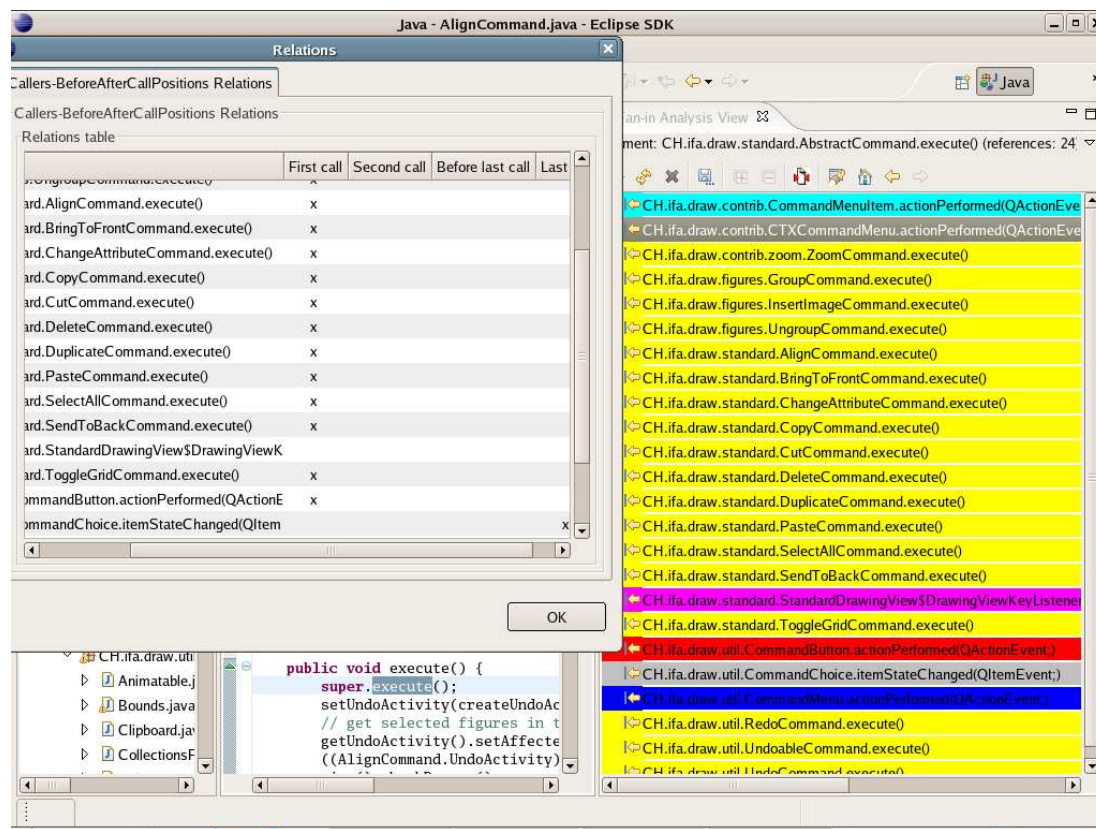 Java - AlignCommand.java - Eclipse SDK
Relations
Callers-BeforeAfterCallPositions Relations
Callers-BeforeAfterCallPositions Relations
Relations table
First call Second call Before last call Last
s.UngroupCommand.execute() x
ard.AlignCommand.execute() x
ard.BringToFrontCommand.execute() x
ard.ChangeAttributeCommand.execute() x
ard.CopyCommand.execute() x
ard.CutCommand.execute() x
ard.DeleteCommand.execute() x
ard.DuplicateCommand.execute() x
ard.PasteCommand.execute() x
ard.SelectAllCommand.execute() x
ard.SendToBackCommand.execute() x
ard.StandardDrawingView$DrawingViewK
ard.ToggleGridCommand.execute() x
ommandButton.actionPerformed(QActionE x
ommandChoice.itemStateChanged(QItem x
OK
Java
an-in Analysis View
ment: CH.ifa.draw.standard.AbstractCommand.execute() (references: 24)
CH.ifa.draw.contrib.CommandMenuItem.actionPerformed(QActionEve
CH.ifa.draw.contrib.CTXCommandMenu.actionPerformed(QActionEve
CH.ifa.draw.contrib.zoom.ZoomCommand.execute()
CH.ifa.draw.figures.GroupCommand.execute()
CH.ifa.draw.figures.InsertImageCommand.execute()
CH.ifa.draw.figures.UngroupCommand.execute()
CH.ifa.draw.standard.AlignCommand.execute()
CH.ifa.draw.standard.BringToFrontCommand.execute()
CH.ifa.draw.standard.ChangeAttributeCommand.execute()
CH.ifa.draw.standard.CopyCommand.execute()
CH.ifa.draw.standard.CutCommand.execute()
CH.ifa.draw.standard.DeleteCommand.execute()
CH.ifa.draw.standard.DuplicateCommand.execute()
CH.ifa.draw.standard.PasteCommand.execute()
CH.ifa.draw.standard.SelectAllCommand.execute()
CH.ifa.draw.standard.SendToBackCommand.execute()
CH.ifa.draw.standard.StandardDrawingView$DrawingViewKeyListener
CH.ifa.draw.standard.ToggleGridCommand.execute()
CH.ifa.draw.util.CommandButton.actionPerformed(QActionEvent;)
CH.ifa.draw.util.CommandChoice.itemStateChanged(QItemEvent;)
CH.ifa.draw.util.CommandMenu.actionPerformed(QActionEvent;)
CH.ifa.draw.util.RedoCommand.execute()
CH.ifa.draw.util.UndoableCommand.execute()
CH.ifa.draw.util.UndoCommand.execute()
CH.ifa.draw.uti
Animatable.j
Bounds.java
Clipboard.ja
CollectionsF
public void execute() {
super.execute();
setUndoActivity(createUndoAc
// get selected figures in t
getUndoActivity().setAffecte
((AlignCommand.UndoActivity)